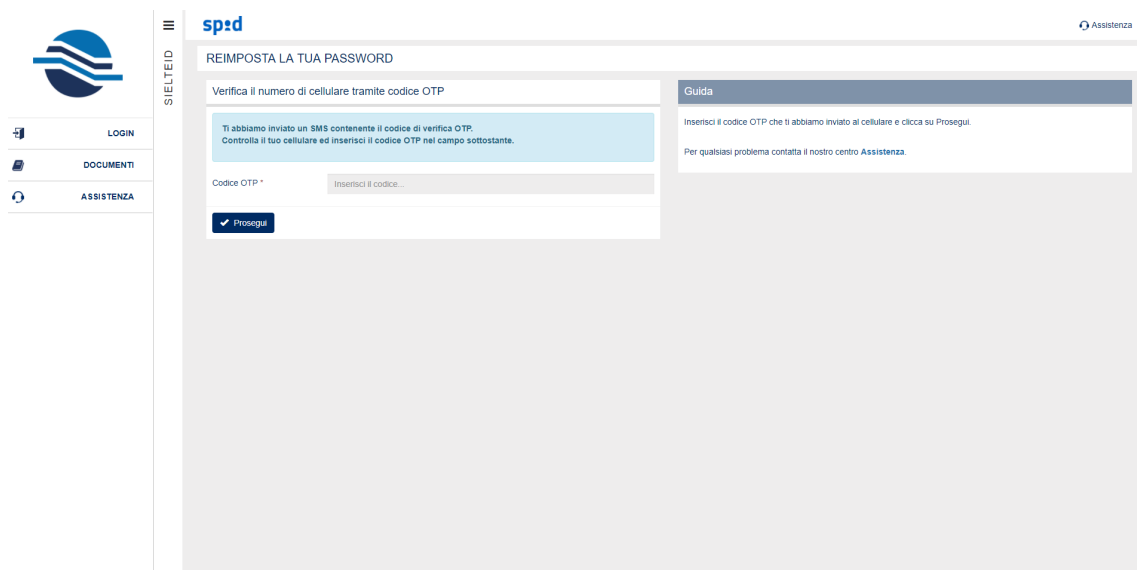 LOGIN
DOCUMENTI
ASSISTENZA
SIELTEID
sp:d
Assistenza
REIMPOSTA LA TUA PASSWORD
Verifica il numero di cellulare tramite codice OTP
Ti abbiamo inviato un SMS contenente il codice di verifica OTP.
Controlla il tuo cellulare ed inserisci il codice OTP nel campo sottostante.
Codice OTP *
Inserisci il codice...
Prosegui
Guida
Inserisci il codice OTP che ti abbiamo inviato al cellulare e clicca su Prosegui.
Per qualsiasi problema contatta il nostro centro Assistenza.